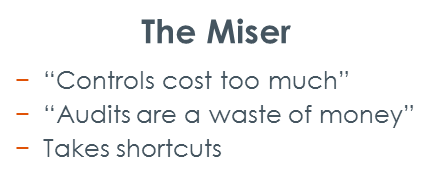 The Miser
– “Controls cost too much”
– “Audits are a waste of money”
– Takes shortcuts